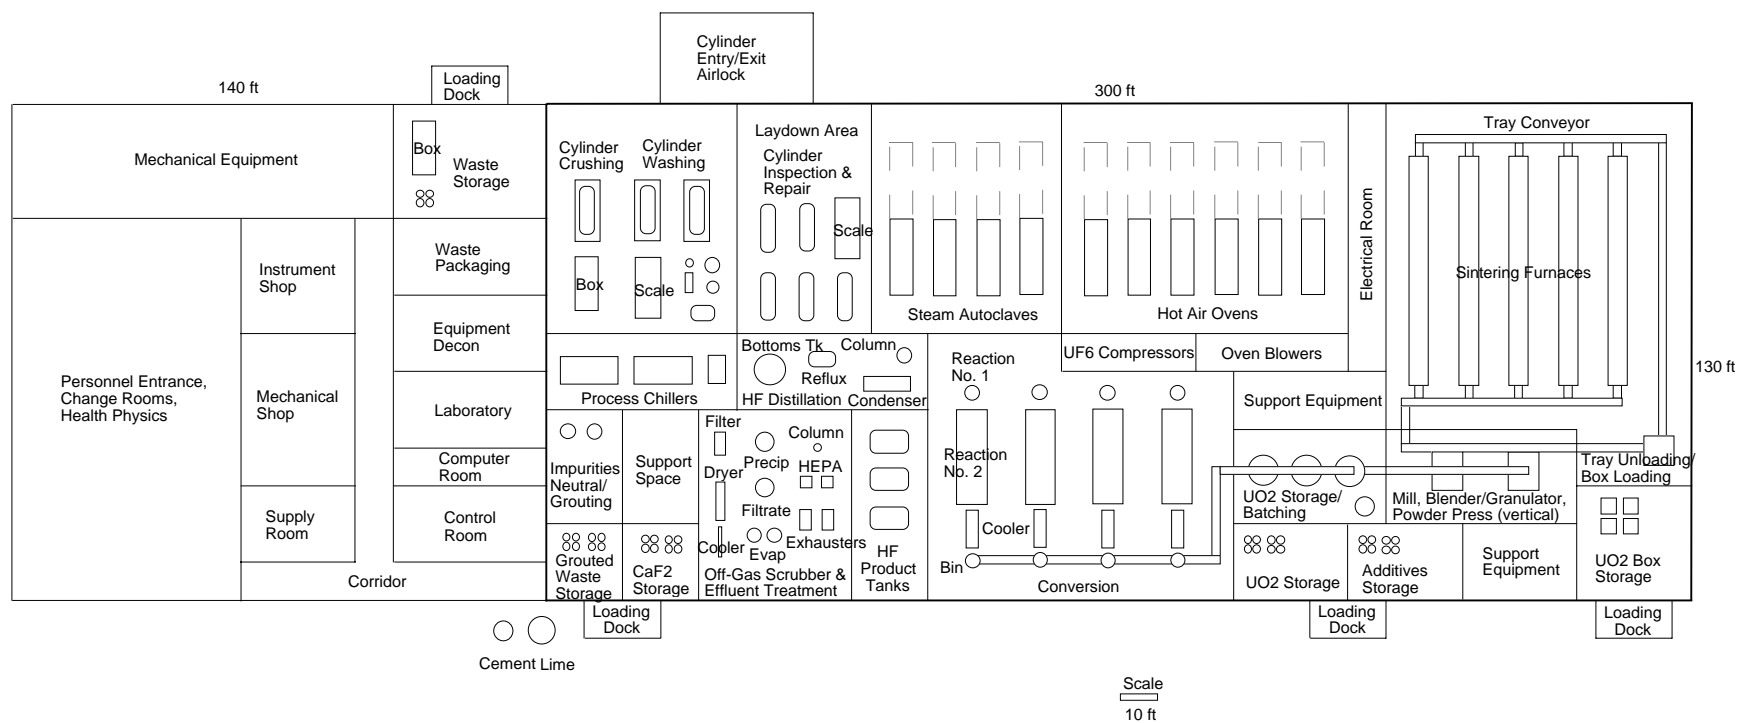 Cylinder
Entry/Exit
Airlock
140 ft
Loading
Dock
300 ft
Mechanical Equipment
Box
Waste
Storage
Cylinder
Crushing
Cylinder
Washing
Laydown Area
Cylinder
Inspection &
Repair
Tray Conveyor
Scale
Electrical Room
Waste
Packaging
Instrument
Shop
Box
Scale
Sintering Furnaces
Steam Autoclaves
Hot Air Ovens
Equipment
Decon
Bottoms Tk
Column
Reflux
Reaction
No. 1
UF6 Compressors
Oven Blowers
130 ft
Personnel Entrance,
Change Rooms,
Health Physics
Mechanical
Shop
Laboratory
Process Chillers
HF Distillation
Condenser
Support Equipment
Filter
Column
Computer
Room
Impurities
Neutral/
Grouting
Support
Space
Dryer
Precip
HEPA
Reaction
No. 2
Tray Unloading/
Box Loading
Supply
Room
Control
Room
Filtrate
UO2 Storage/
Batching
Mill, Blender/Granulator,
Powder Press (vertical)
Cooler
Cooler
Evap
Exhausters
Grouted
Waste
Storage
CaF2
Storage
Off-Gas Scrubber &
Effluent Treatment
HF
Product
Tanks
Bin
Conversion
UO2 Storage
Additives
Storage
Support
Equipment
UO2 Box
Storage
Corridor
Loading
Dock
Loading
Dock
Loading
Dock
Cement
Lime
Scale
10 ft